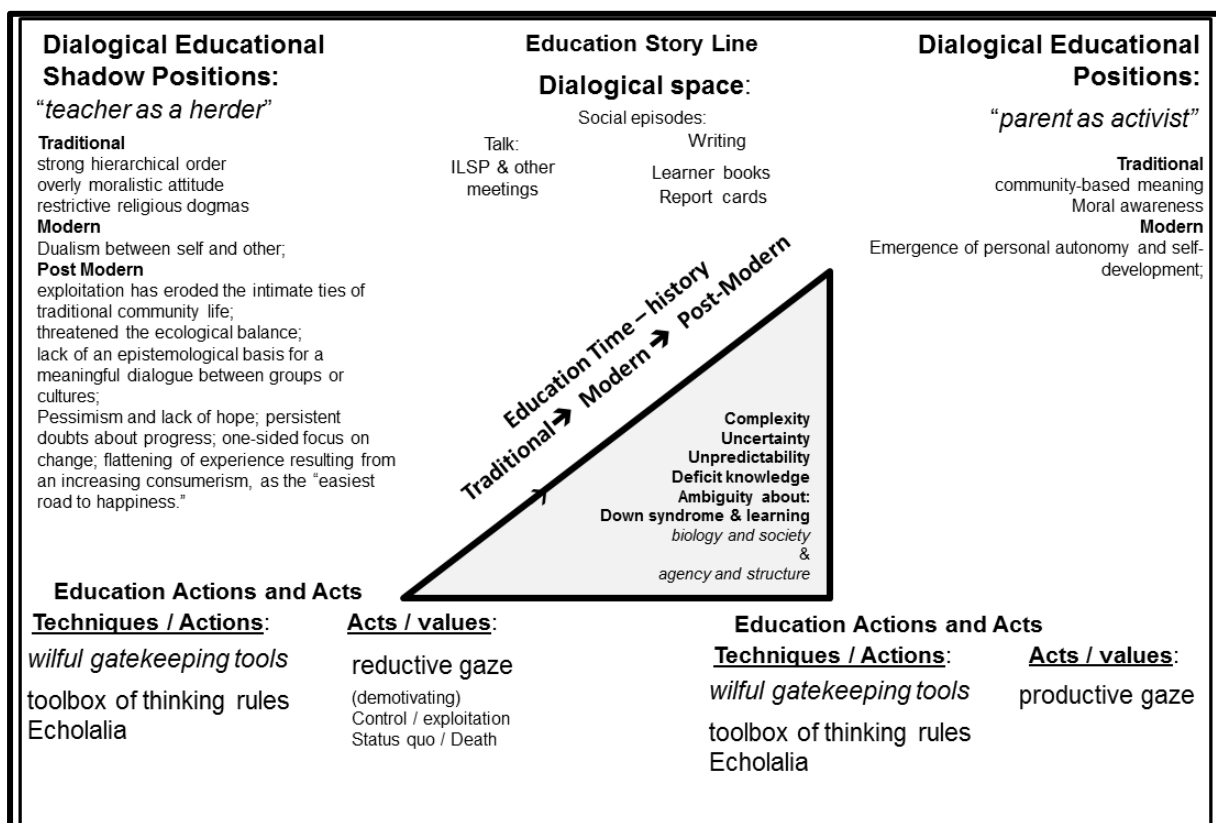 Dialogical Educational
Shadow Positions:
“teacher as a herder”
Traditional
strong hierarchical order
overly moralistic attitude
restrictive religious dogmas
Modern
Dualism between self and other;
Post Modern
exploitation has eroded the intimate ties of
traditional community life;
threatened the ecological balance;
lack of an epistemological basis for a
meaningful dialogue between groups or
cultures;
Pessimism and lack of hope; persistent
doubts about progress; one-sided focus on
change; flattening of experience resulting from
an increasing consumerism, as the “easiest
road to happiness.”
Education Story Line
Dialogical space:
Social episodes:
Talk:
ILSP & other
meetings
Writing
Learner books
Report cards
Dialogical Educational
Positions:
“parent as activist”
Traditional
community-based meaning
Moral awareness
Modern
Emergence of personal autonomy and self-
development;
Education Time – history
Traditional➔ Modern ➔ Post-Modern
Complexity
Uncertainty
Unpredictability
Deficit knowledge
Ambiguity about:
Down syndrome & learning
biology and society
&
agency and structure
Education Actions and Acts
Techniques / Actions:
wilful gatekeeping tools
toolbox of thinking rules
Echolalia
Acts / values:
reductive gaze
(demotivating)
Control / exploitation
Status quo / Death
Education Actions and Acts
Techniques / Actions:
wilful gatekeeping tools
toolbox of thinking rules
Echolalia
Acts / values:
productive gaze